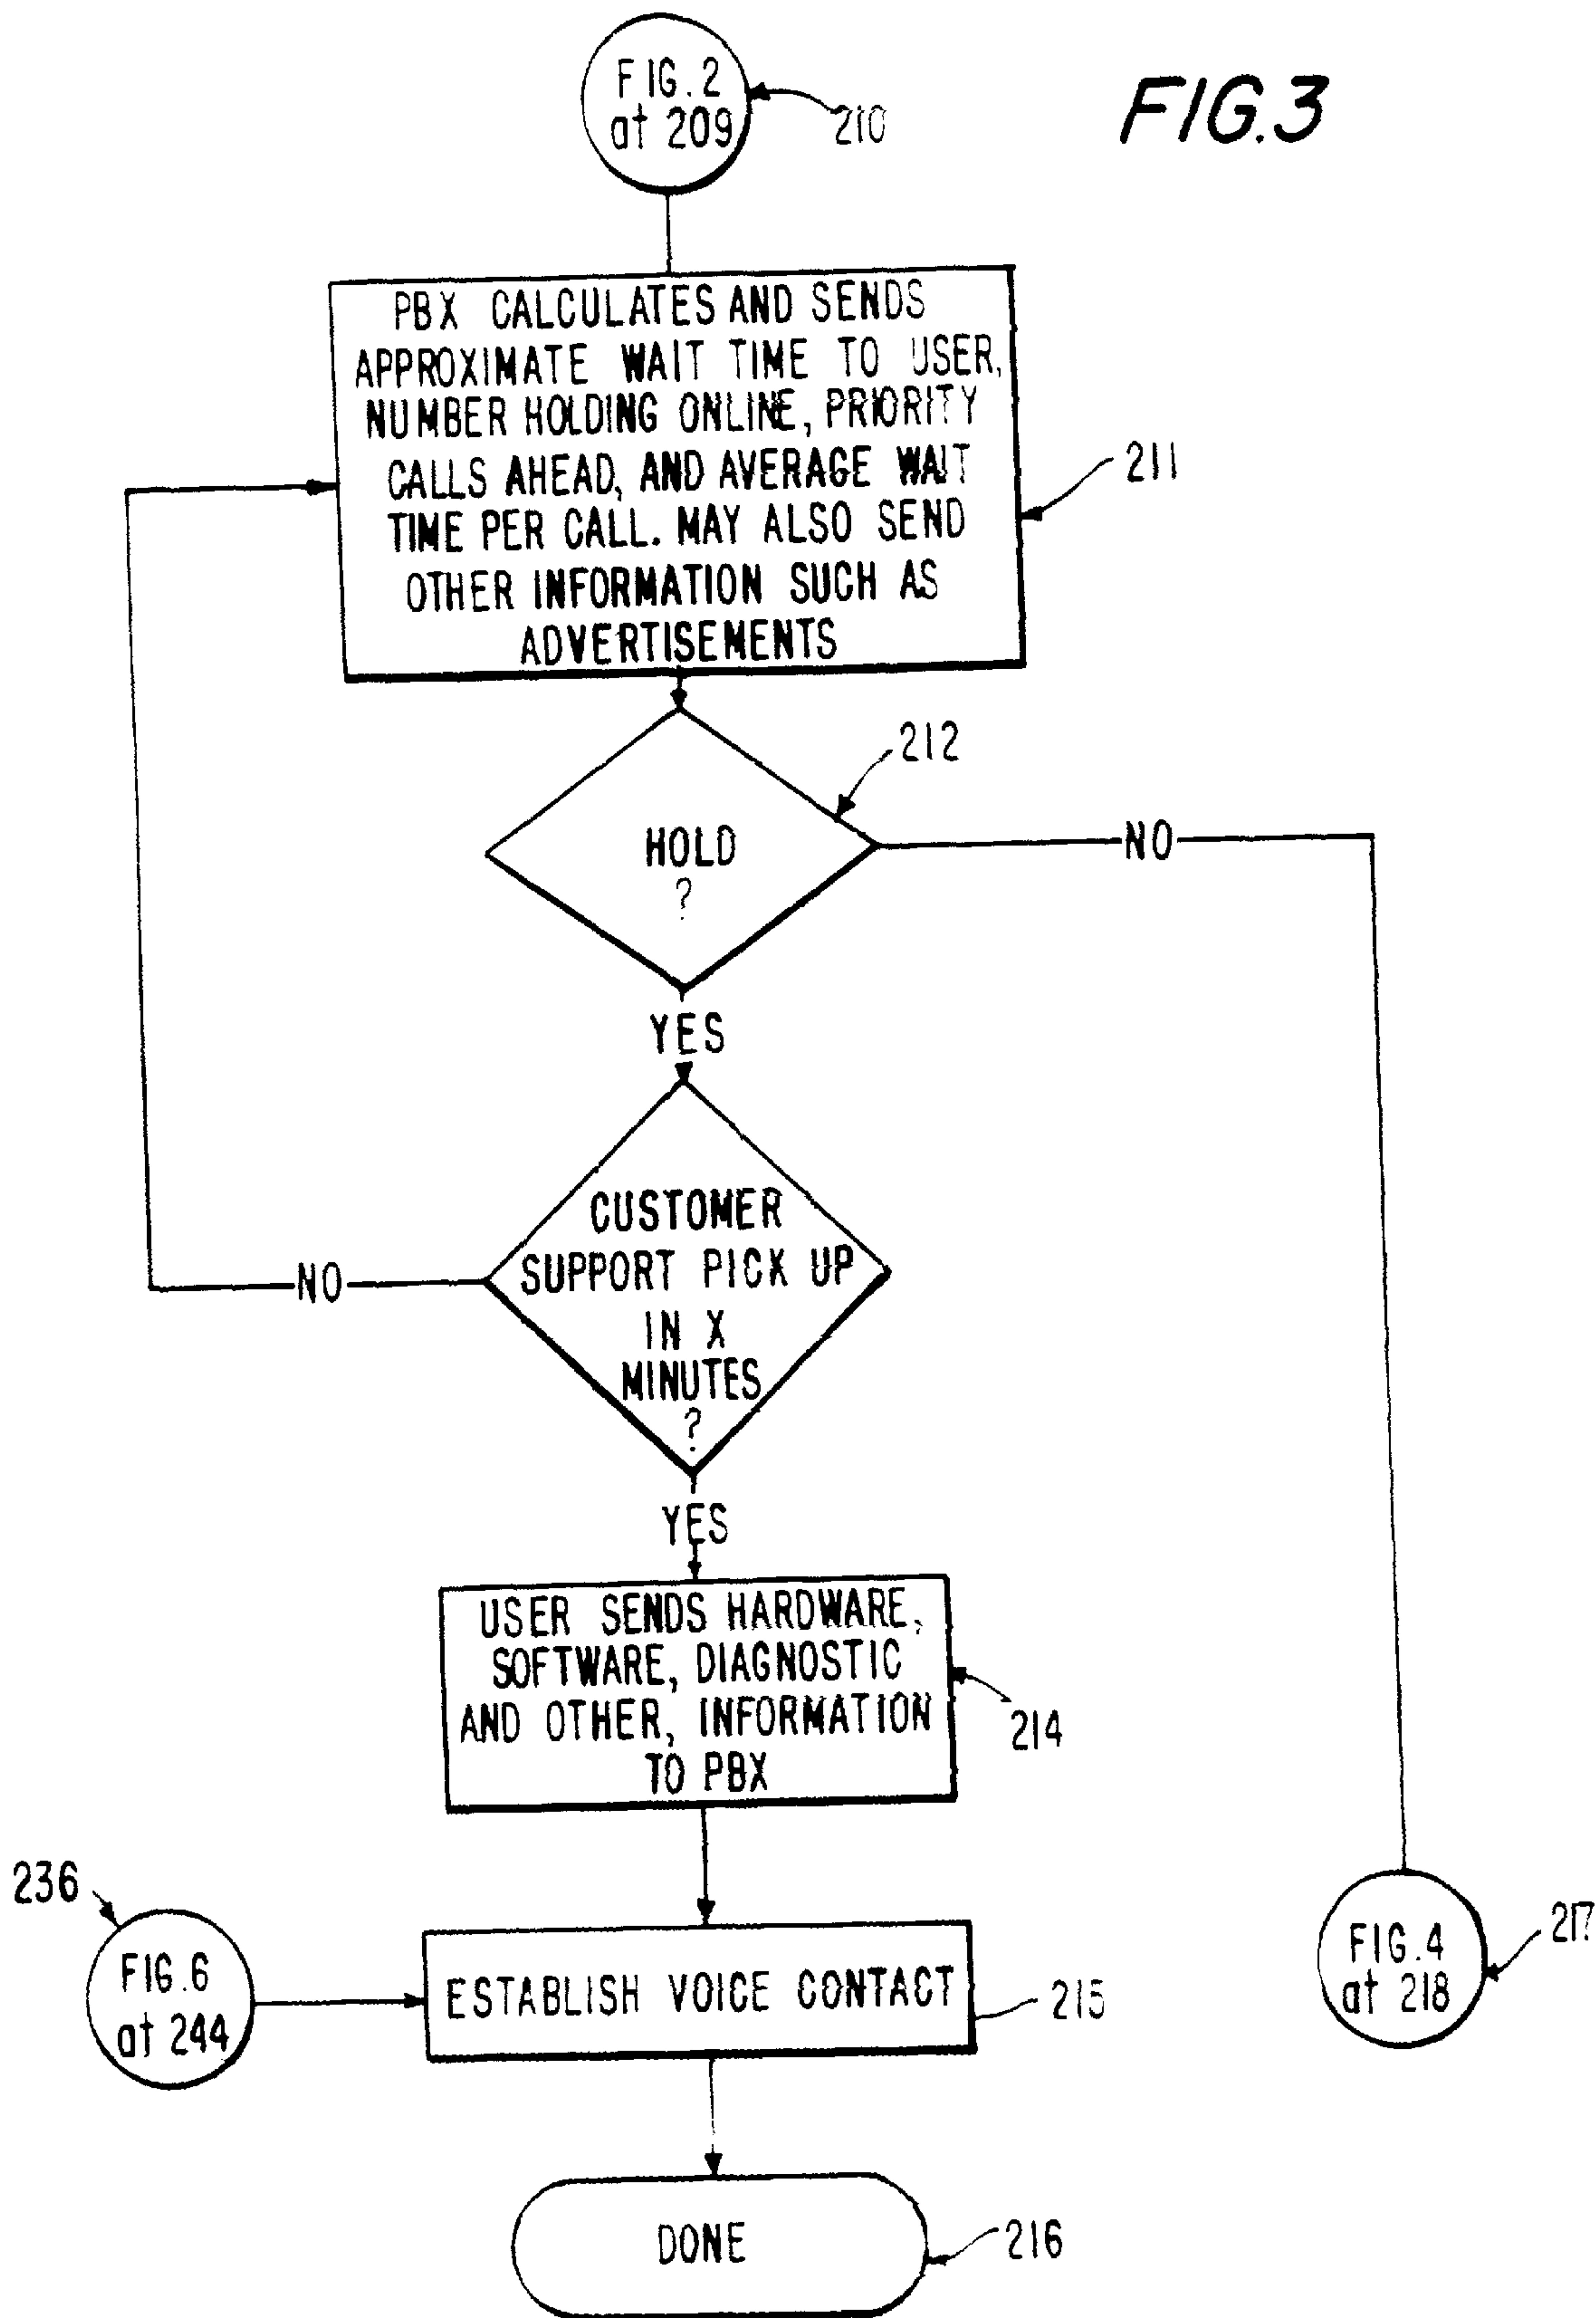 FIG.2
at 209
210
FIG.3
PBX CALCULATES AND SENDS
APPROXIMATE WAIT TIME TO USER,
NUMBER HOLDING ONLINE, PRIORITY
CALLS AHEAD, AND AVERAGE WAIT
TIME PER CALL. MAY ALSO SEND
OTHER INFORMATION SUCH AS
ADVERTISEMENTS
211
212
HOLD
?
NO
YES
CUSTOMER
SUPPORT PICK UP
IN X
MINUTES
?
NO
YES
USER SENDS HARDWARE,
SOFTWARE, DIAGNOSTIC
AND OTHER, INFORMATION
TO PBX
214
236
FIG.6
at 244
ESTABLISH VOICE CONTACT
215
FIG.4
at 218
217
DONE
216